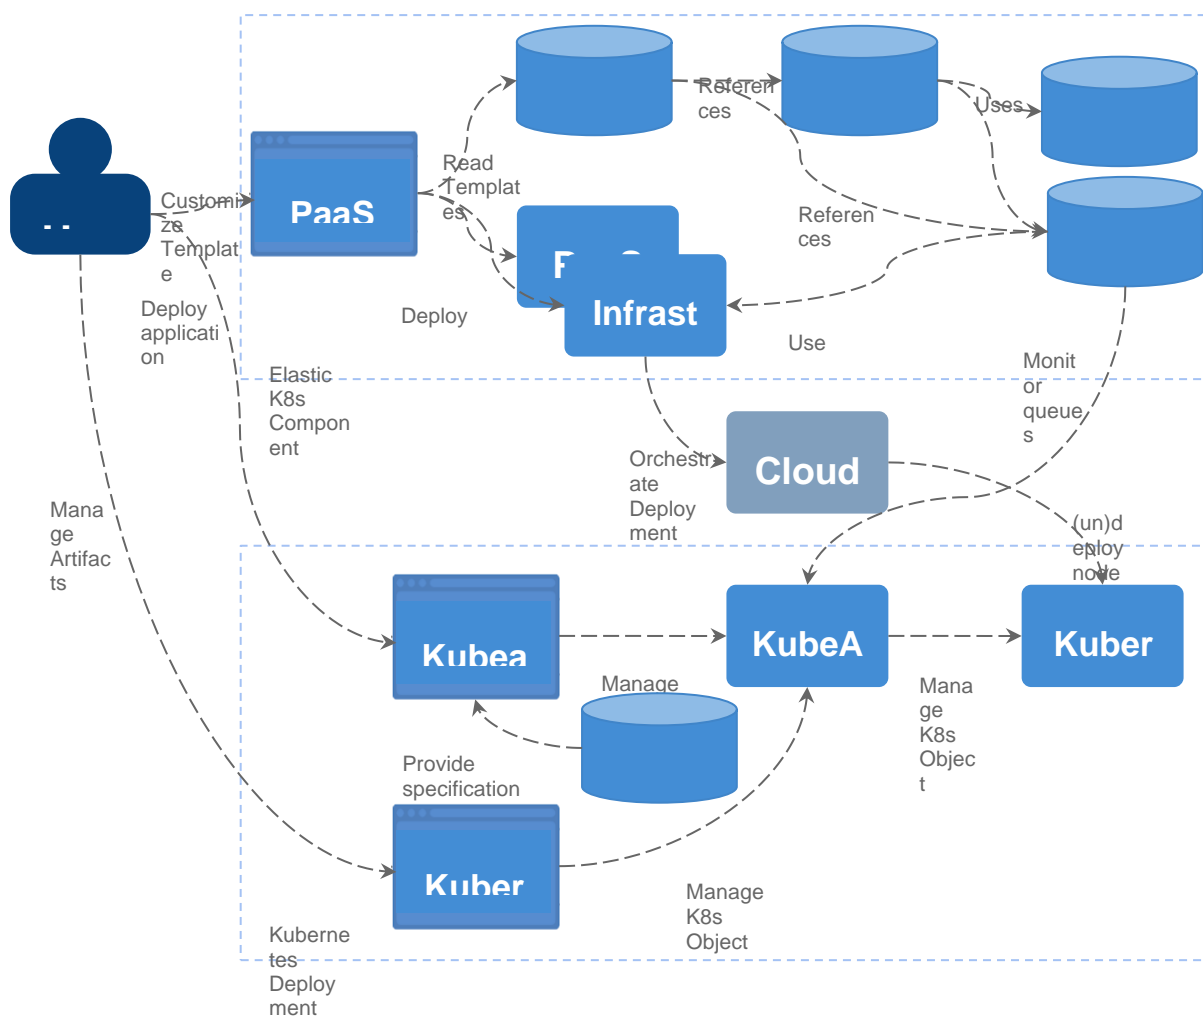 Referen
ces
Uses
Read
Templat
es
PaaS
Customi
ze
Templat
e
Referen
ces
Infrast
Deploy
Deploy
applicati
on
Use
Elastic
K8s
Compon
ent
Monit
or
queue
s
Cloud
Orchestr
ate
Deploy
ment
Mana
ge
Artifac
ts
(un)d
eploy
node
Kubea
KubeA
Kuber
Manage
Mana
ge
K8s
Objec
t
Provide
specification
Kuber
Manage
K8s
Object
Kuberne
tes
Deploy
ment